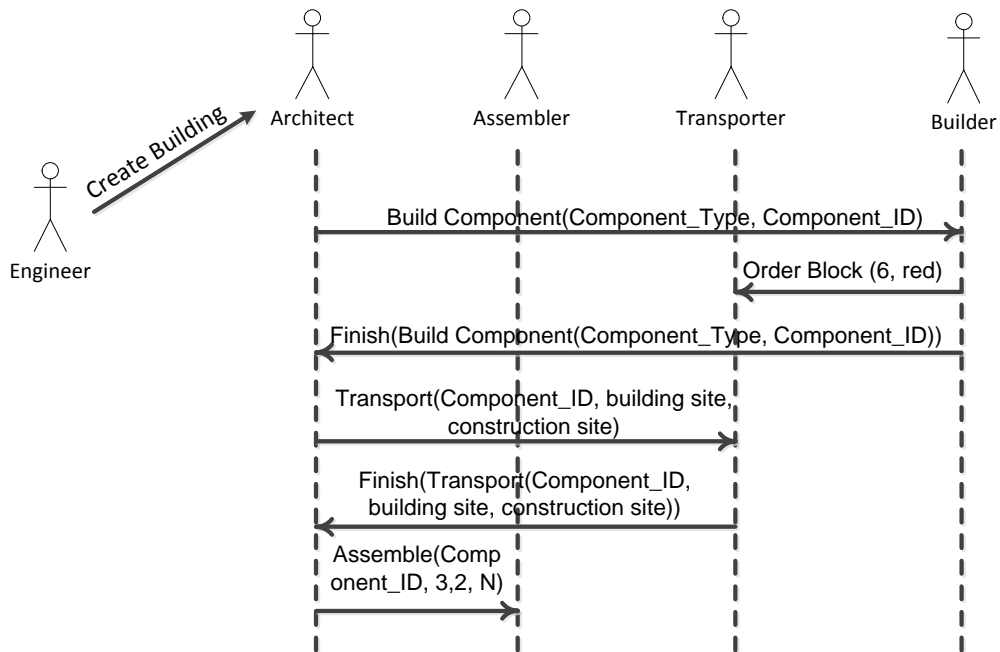 Architect
Assembler
Transporter
Builder
Create Building
Engineer
Build Component(Component_Type, Component_ID)
Order Block (6, red)
Finish(Build Component(Component_Type, Component_ID))
Transport(Component_ID, building site,
construction site)
Finish(Transport(Component_ID,
building site, construction site))
Assemble(Comp
onent_ID, 3,2, N)